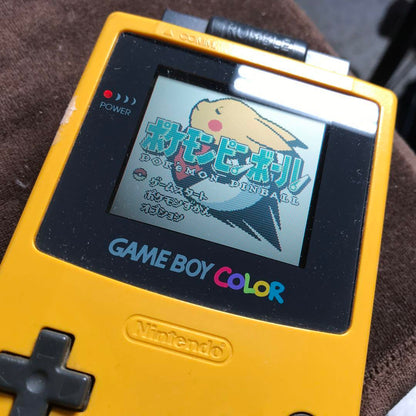 COMM.
RUMBLE
POWER
ポケモンピンボール
POKéMON PINBALL
ゲームスタート
ポケモンずかん
オプション
GAME BOY COLOR
Nintendo